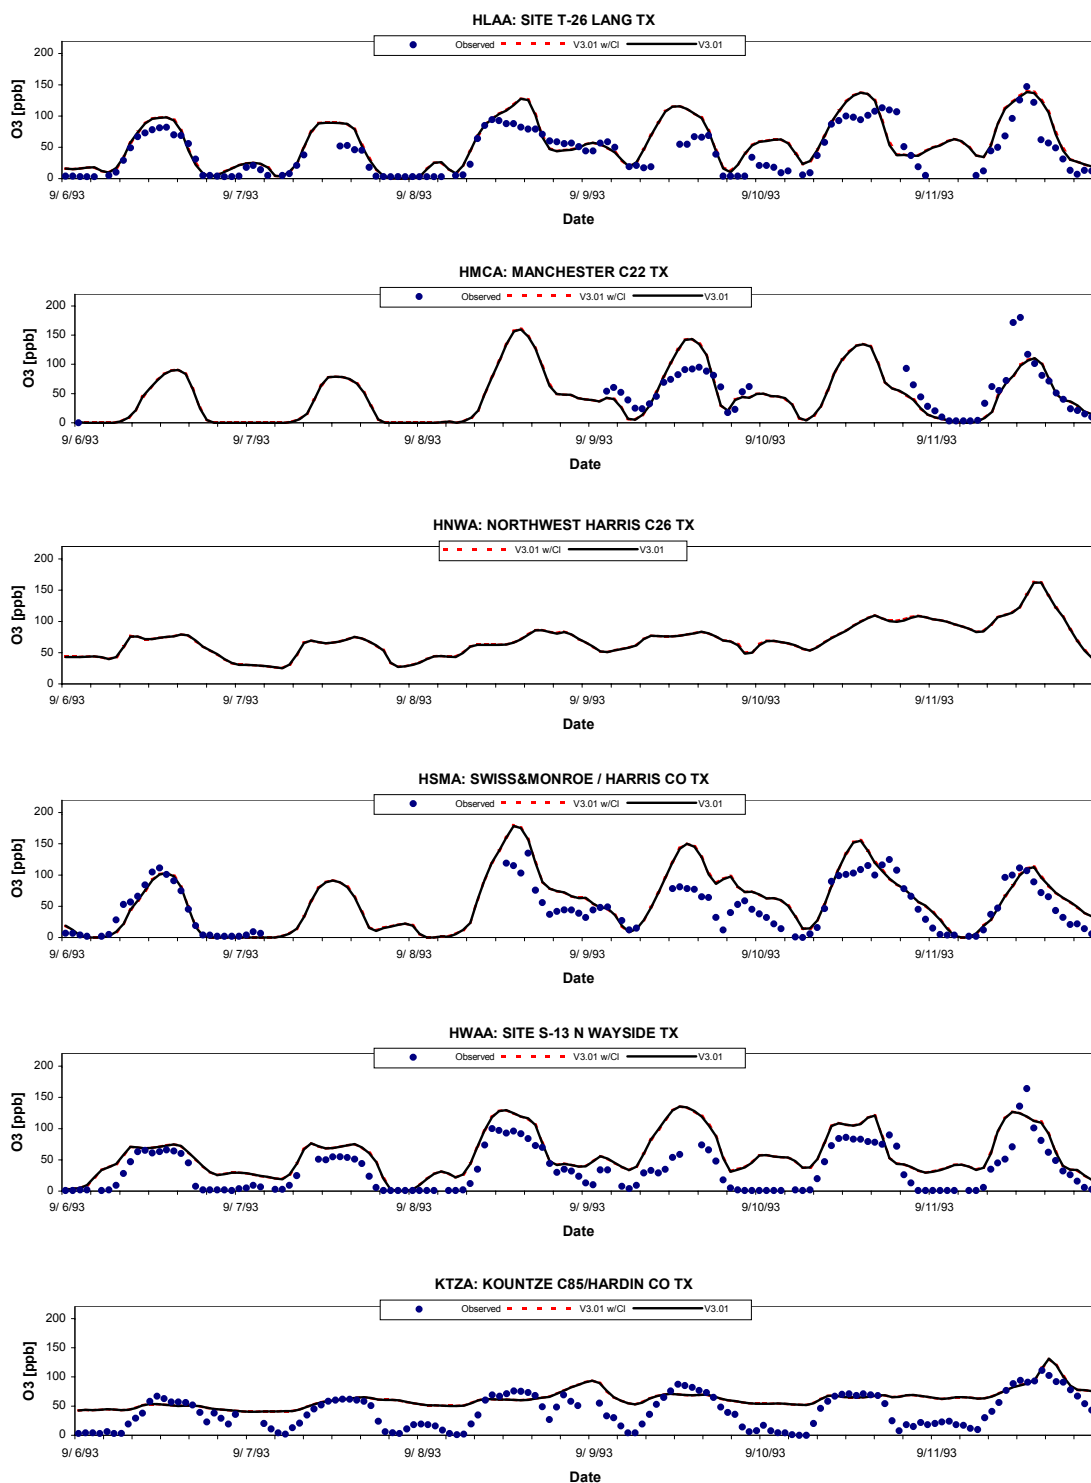 HLAA: SITE T-26 LANG TX
Observed V3.01 w/Cl V3.01
O3 [ppb]
200
150
100
50
0
9/ 6/93 9/ 7/93 9/ 8/93 9/ 9/93 9/10/93 9/11/93
Date
HMCA: MANCHESTER C22 TX
Observed V3.01 w/Cl V3.01
O3 [ppb]
200
150
100
50
0
9/ 6/93 9/ 7/93 9/ 8/93 9/ 9/93 9/10/93 9/11/93
Date
HNWA: NORTHWEST HARRIS C26 TX
V3.01 w/Cl V3.01
O3 [ppb]
200
150
100
50
0
9/ 6/93 9/ 7/93 9/ 8/93 9/ 9/93 9/10/93 9/11/93
Date
HSMA: SWISS&MONROE / HARRIS CO TX
Observed V3.01 w/Cl V3.01
O3 [ppb]
200
150
100
50
0
9/ 6/93 9/ 7/93 9/ 8/93 9/ 9/93 9/10/93 9/11/93
Date
HWAA: SITE S-13 N WAYSIDE TX
Observed V3.01 w/Cl V3.01
O3 [ppb]
200
150
100
50
0
9/ 6/93 9/ 7/93 9/ 8/93 9/ 9/93 9/10/93 9/11/93
Date
KTZA: KOUNTZE C85/HARDIN CO TX
Observed V3.01 w/Cl V3.01
O3 [ppb]
200
150
100
50
0
9/ 6/93 9/ 7/93 9/ 8/93 9/ 9/93 9/10/93 9/11/93
Date